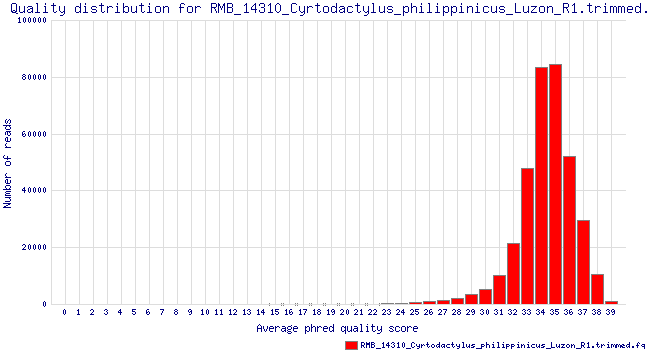 Quality distribution for RMB_14310_Cyrtodactylus_philippinicus_Luzon_R1.trimmed.
Number of reads
100000
80000
60000
40000
20000
0
0 1 2 3 4 5 6 7 8 9 10 11 12 13 14 15 16 17 18 19 20 21 22 23 24 25 26 27 28 29 30 31 32 33 34 35 36 37 38 39
Average phred quality score
RMB_14310_Cyrtodactylus_philippinicus_Luzon_R1.trimmed.fq